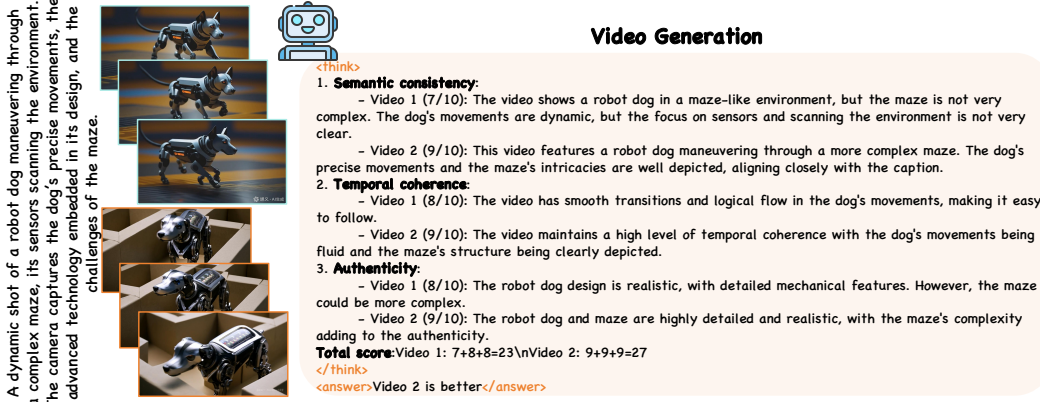 A dynamic shot of a robot dog maneuvering through
a complex maze, its sensors scanning the environment.
The camera captures the dog's precise movements, the
advanced technology embedded in its design, and the
challenges of the maze.
Video Generation
<think>
1. Semantic consistency:
- Video 1 (7/10): The video shows a robot dog in a maze-like environment, but the maze is not very
complex. The dog's movements are dynamic, but the focus on sensors and scanning the environment is not very
clear.
- Video 2 (9/10): This video features a robot dog maneuvering through a more complex maze. The dog's
precise movements and the maze's intricacies are well depicted, aligning closely with the caption.
2. Temporal coherence:
- Video 1 (8/10): The video has smooth transitions and logical flow in the dog's movements, making it easy
to follow.
- Video 2 (9/10): The video maintains a high level of temporal coherence with the dog's movements being
fluid and the maze's structure being clearly depicted.
3. Authenticity:
- Video 1 (8/10): The robot dog design is realistic, with detailed mechanical features. However, the maze
could be more complex.
- Video 2 (9/10): The robot dog and maze are highly detailed and realistic, with the maze's complexity
adding to the authenticity.
Total score:Video 1: 7+8+8=23\nVideo 2: 9+9+9=27
</think>
<answer>Video 2 is better</answer>